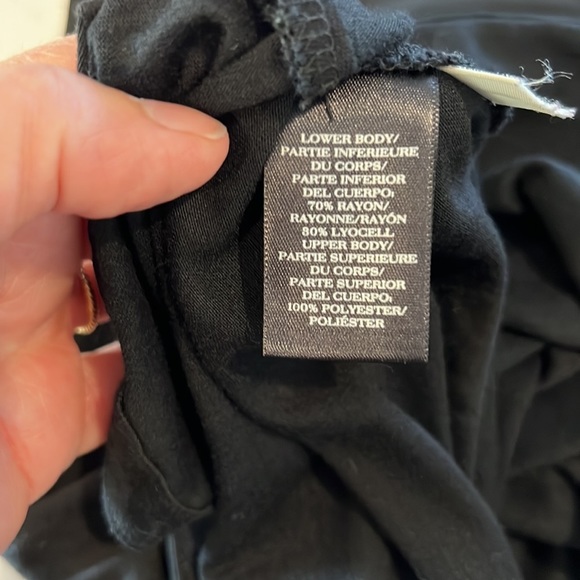 LOWER BODY/
PARTIE INFERIEURE
DU CORPS/
PARTE INFERIOR
DEL CUERPO:
70% RAYON/
RAYONNE/RAYÓN
30% LYOCELL
UPPER BODY/
PARTIE SUPERIEURE
DU CORPS/
PARTE SUPERIOR
DEL CUERPO:
100% POLYESTER/
POLIÉSTER